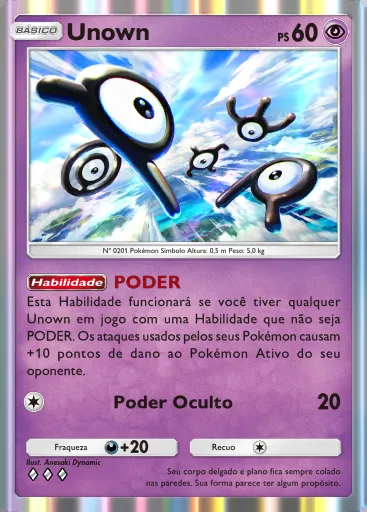 BÁSICO Unown PS 60
Nº 0201 Pokémon Símbolo Altura: 0,5 m Peso: 5,0 kg
Habilidade PODER
Esta Habilidade funcionará se você tiver qualquer
Unown em jogo com uma Habilidade que não seja
PODER. Os ataques usados pelos seus Pokémon causam
+10 pontos de dano ao Pokémon Ativo do seu
oponente.
Poder Oculto 20
Fraqueza +20 Recuo
Ilust. Anesaki Dynamic
Seu corpo delgado e plano fica sempre colado
nas paredes. Sua forma parece ter algum propósito.